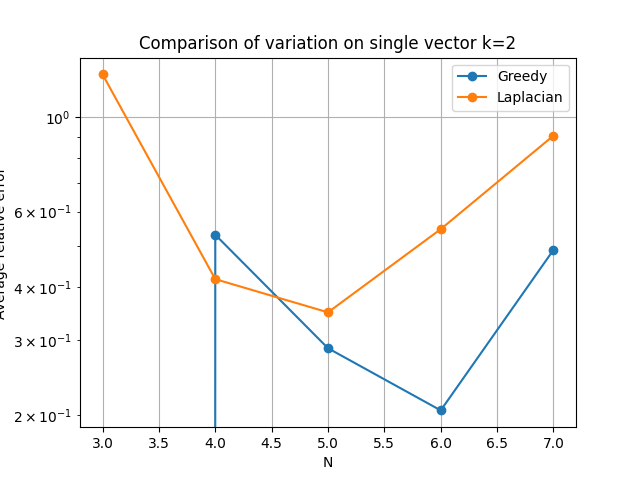 Comparison of variation on single vector k=2
Greedy
Laplacian
10⁰
6 × 10⁻¹
4 × 10⁻¹
3 × 10⁻¹
2 × 10⁻¹
Average relative error
3.0 3.5 4.0 4.5 5.0 5.5 6.0 6.5 7.0
N